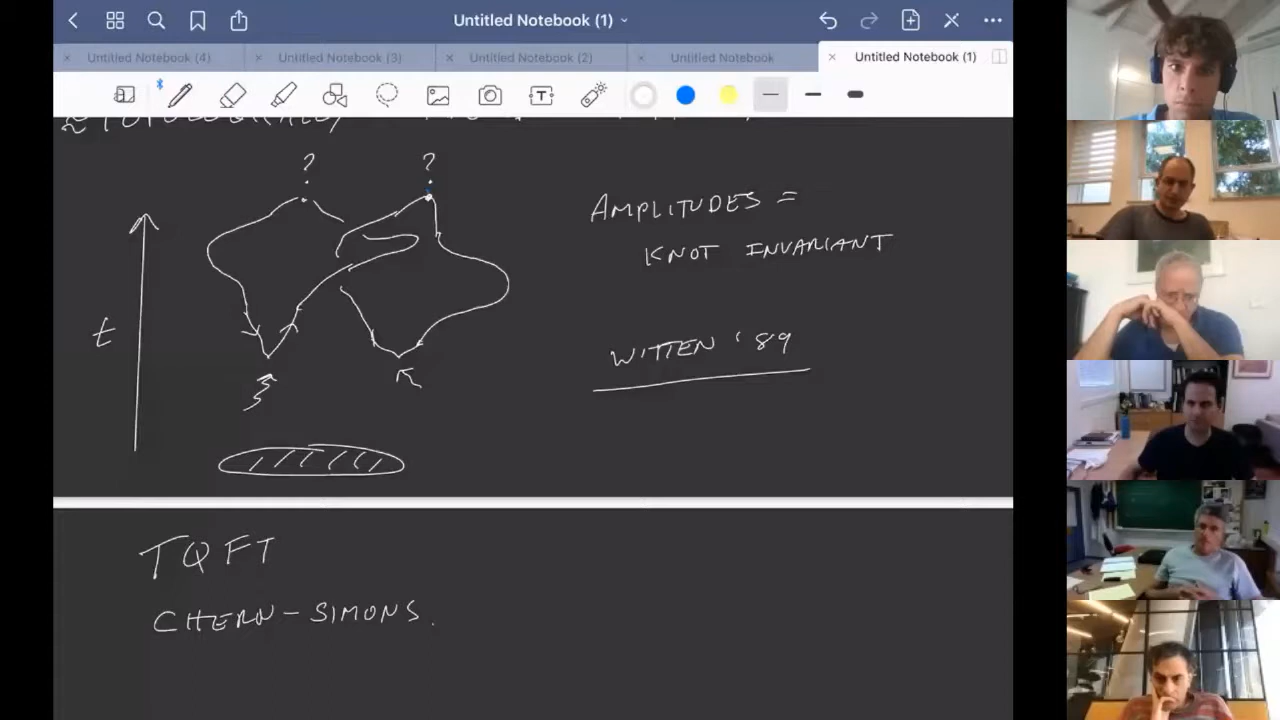 Untitled Notebook (1)
Untitled Notebook (4)
Untitled Notebook (3)
Untitled Notebook (2)
Untitled Notebook
Untitled Notebook (1)
T
? ?
AMPLITUDES =
KNOT INVARIANT
t
WITTEN '89
TQFT
CHERN-SIMONS.